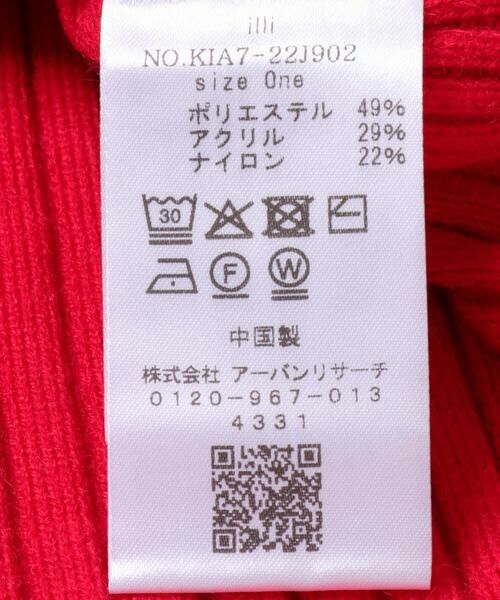 illi
NO.KIA7-22J902
size One
ポリエステル 49%
アクリル 29%
ナイロン 22%
30
F W
中国製
株式会社 アーバンリサーチ
0120-967-013
4331